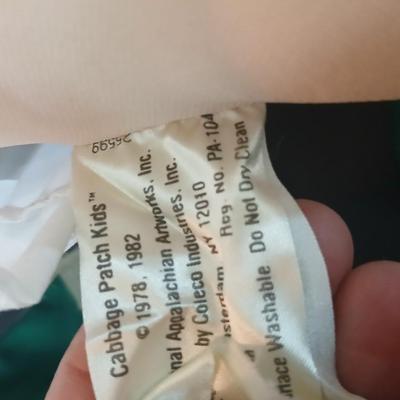 Cabbage Patch Kids™
© 1978, 1982
nal Appalachian Artworks, Inc.
by Coleco Industries, Inc.
sterdam NY 12010
Reg. No. PA-104
Washable Do Not Dry Clean
26599